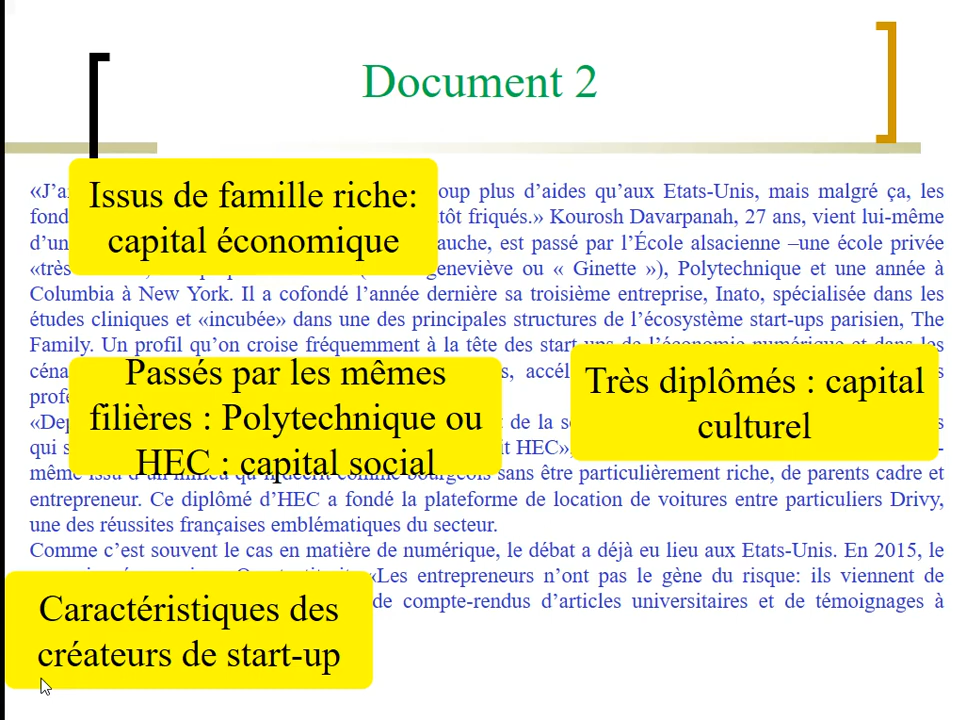 Document 2
Issus de famille riche:
capital économique
oup plus d’aides qu’aux Etats-Unis, mais malgré ça, les
friqués.» Kourosh Davarpanah, 27 ans, vient lui-même
est passé par l’École alsacienne –une école privée
«très geneviève ou « Ginette »), Polytechnique et une année à
Columbia à New York. Il a cofondé l’année dernière sa troisième entreprise, Inato, spécialisée dans les
études cliniques et «incubée» dans une des principales structures de l’écosystème start-ups parisien, The
Family. Un profil qu’on croise fréquemment à la tête des start-ups de l’économie numérique et dans les
Passés par les mêmes
filières : Polytechnique ou
HEC : capital social
Très diplômés : capital
culturel
de la
qui HEC»,
même issu d’un milieu qu’il décrit comme bourgeois sans être particulièrement riche, de parents cadre et
entrepreneur. Ce diplômé d’HEC a fondé la plateforme de location de voitures entre particuliers Drivy,
une des réussites françaises emblématiques du secteur.
Comme c’est souvent le cas en matière de numérique, le débat a déjà eu lieu aux Etats-Unis. En 2015, le
«Les entrepreneurs n’ont pas le gène du risque: ils viennent de
de compte-rendus d’articles universitaires et de témoignages à
Caractéristiques des
créateurs de start-up